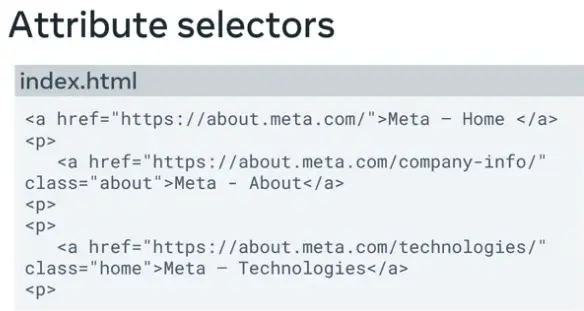 Attribute selectors
index.html
<a href="https://about.meta.com/">Meta – Home </a>
<p>
<a href="https://about.meta.com/company-info/"
class="about">Meta - About</a>
<p>
<p>
<a href="https://about.meta.com/technologies/"
class="home">Meta – Technologies</a>
<p>